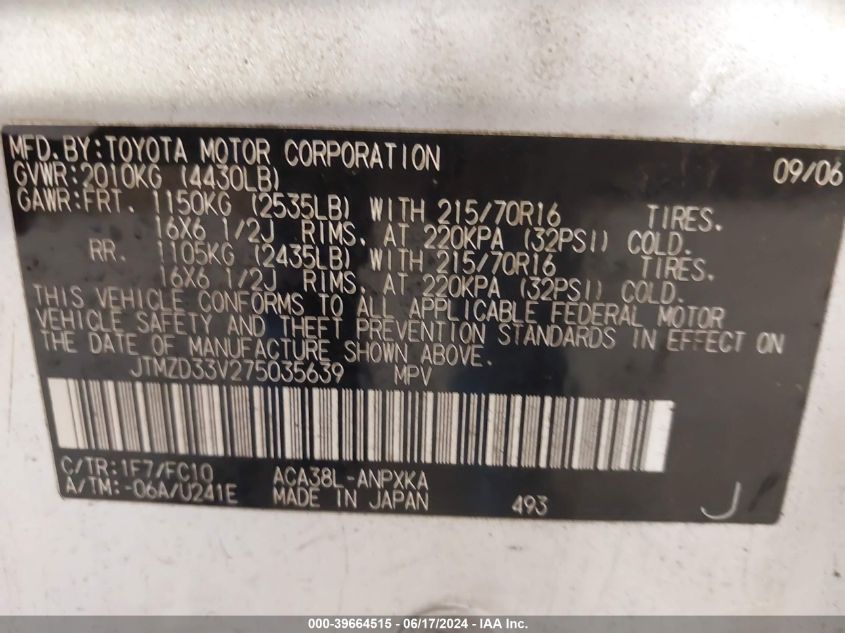 MFD.BY:TOYOTA MOTOR CORPORATION 09/06
GVWR:2010KG (4430LB)
GAWR:FRT. 1150KG (2535LB) WITH 215/70R16 TIRES.
16X6 1/2J RIMS. AT 220KPA (32PSI) COLD.
RR. 1105KG (2435LB) WITH 215/70R16 TIRES.
16X6 1/2J RIMS. AT 220KPA (32PSI) COLD.
THIS VEHICLE CONFORMS TO ALL APPLICABLE FEDERAL MOTOR
VEHICLE SAFETY AND THEFT PREVENTION STANDARDS IN EFFECT ON
THE DATE OF MANUFACTURE SHOWN ABOVE.
JTMZD33V275035639 MPV
C/TR:1F7/FC10 ACA38L-ANPXKA
A/TM:-06A/U241E MADE IN JAPAN 493 J
000-39664515 - 06/17/2024 - IAA Inc.